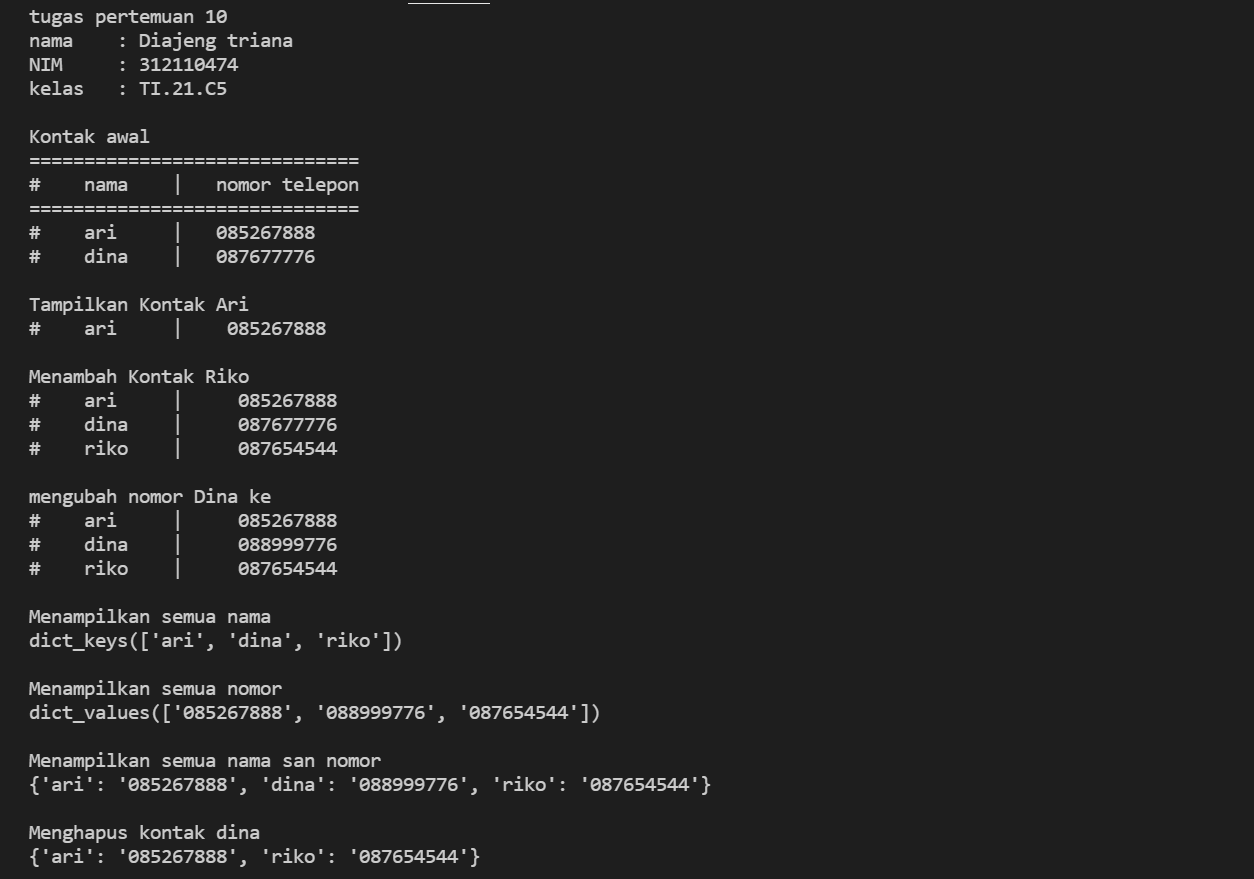 tugas pertemuan 10
nama    : Diajeng triana
NIM     : 312110474
kelas   : TI.21.C5
Kontak awal
==============================
#    nama    |   nomor telepon
==============================
#    ari     |   085267888
#    dina    |   087677776
Tampilkan Kontak Ari
#    ari     |    085267888
Menambah Kontak Riko
#    ari     |     085267888
#    dina    |     087677776
#    riko    |     087654544
mengubah nomor Dina ke
#    ari     |     085267888
#    dina    |     088999776
#    riko    |     087654544
Menampilkan semua nama
dict_keys(['ari', 'dina', 'riko'])
Menampilkan semua nomor
dict_values(['085267888', '088999776', '087654544'])
Menampilkan semua nama san nomor
{'ari': '085267888', 'dina': '088999776', 'riko': '087654544'}
Menghapus kontak dina
{'ari': '085267888', 'riko': '087654544'}